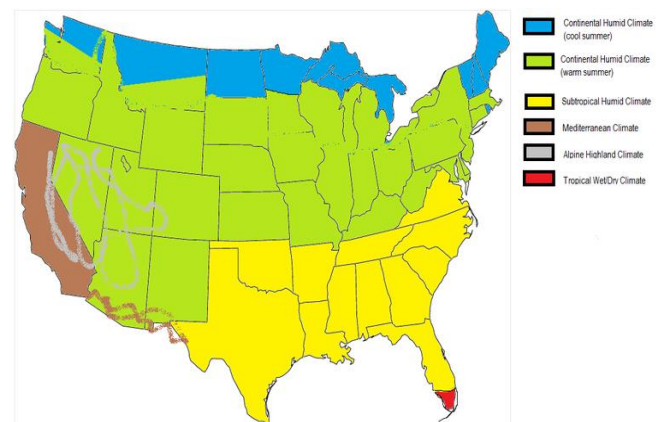 Continental Humid Climate
(cool summer)
Continental Humid Climate
(warm summer)
Subtropical Humid Climate
Mediterranean Climate
Alpine Highland Climate
Tropical Wet/Dry Climate